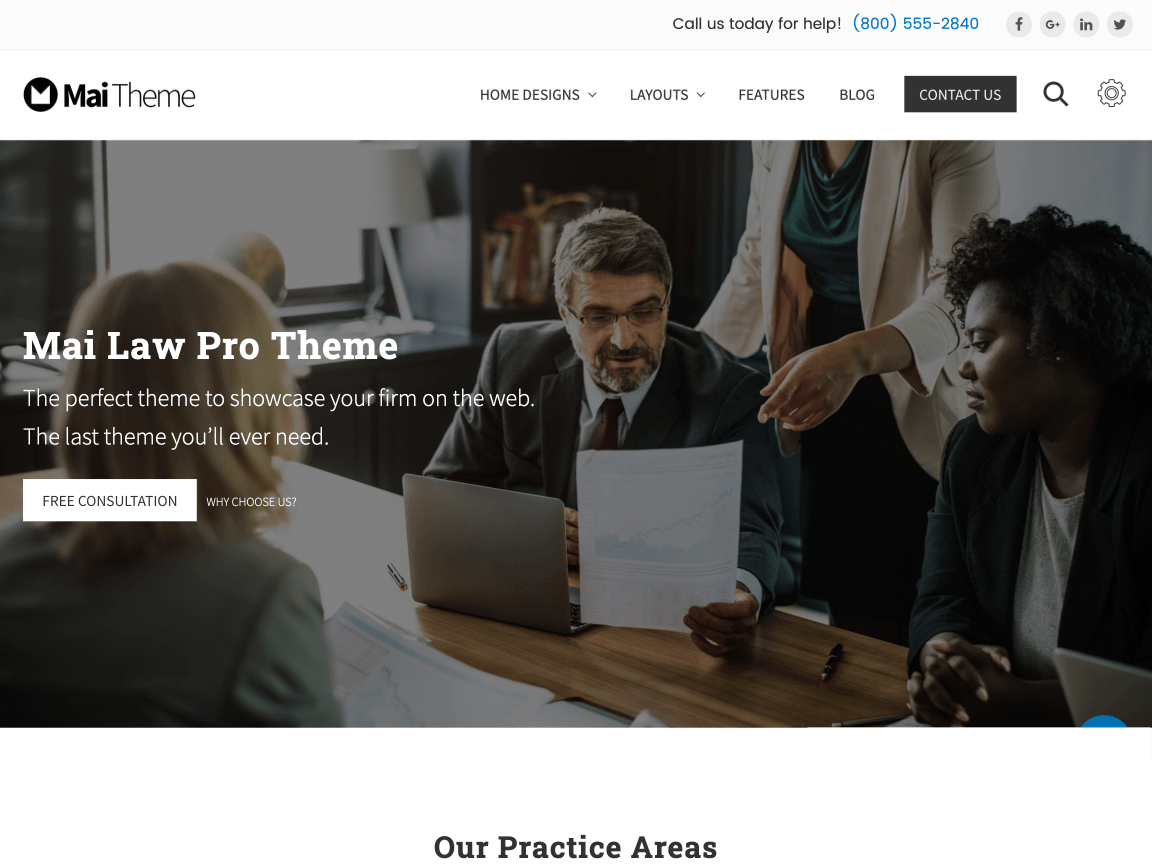 Call us today for help! (800) 555-2840
Mai Theme
HOME DESIGNS LAYOUTS FEATURES BLOG CONTACT US
Mai Law Pro Theme
The perfect theme to showcase your firm on the web.
The last theme you’ll ever need.
FREE CONSULTATION WHY CHOOSE US?
Our Practice Areas